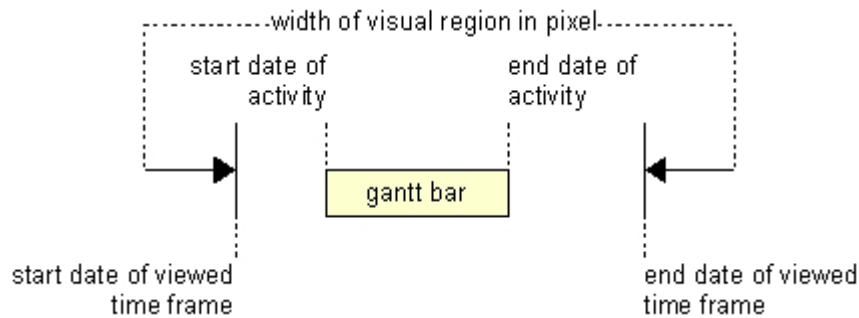 width of visual region in pixel
start date of
activity
end date of
activity
gantt bar
start date of viewed
time frame
end date of viewed
time frame